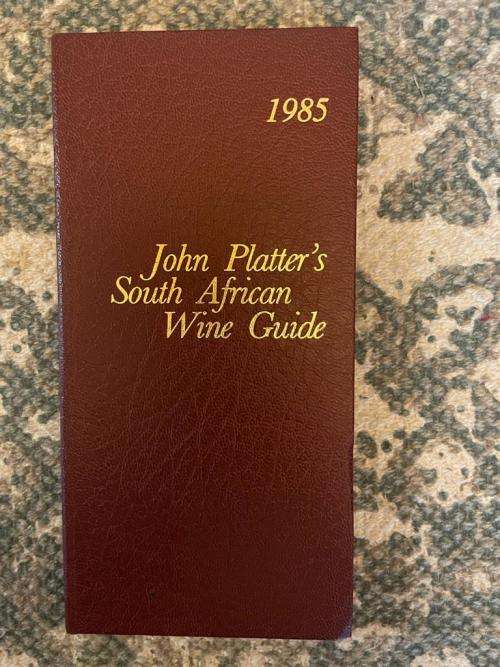 1985
John Platter's
South African
Wine Guide